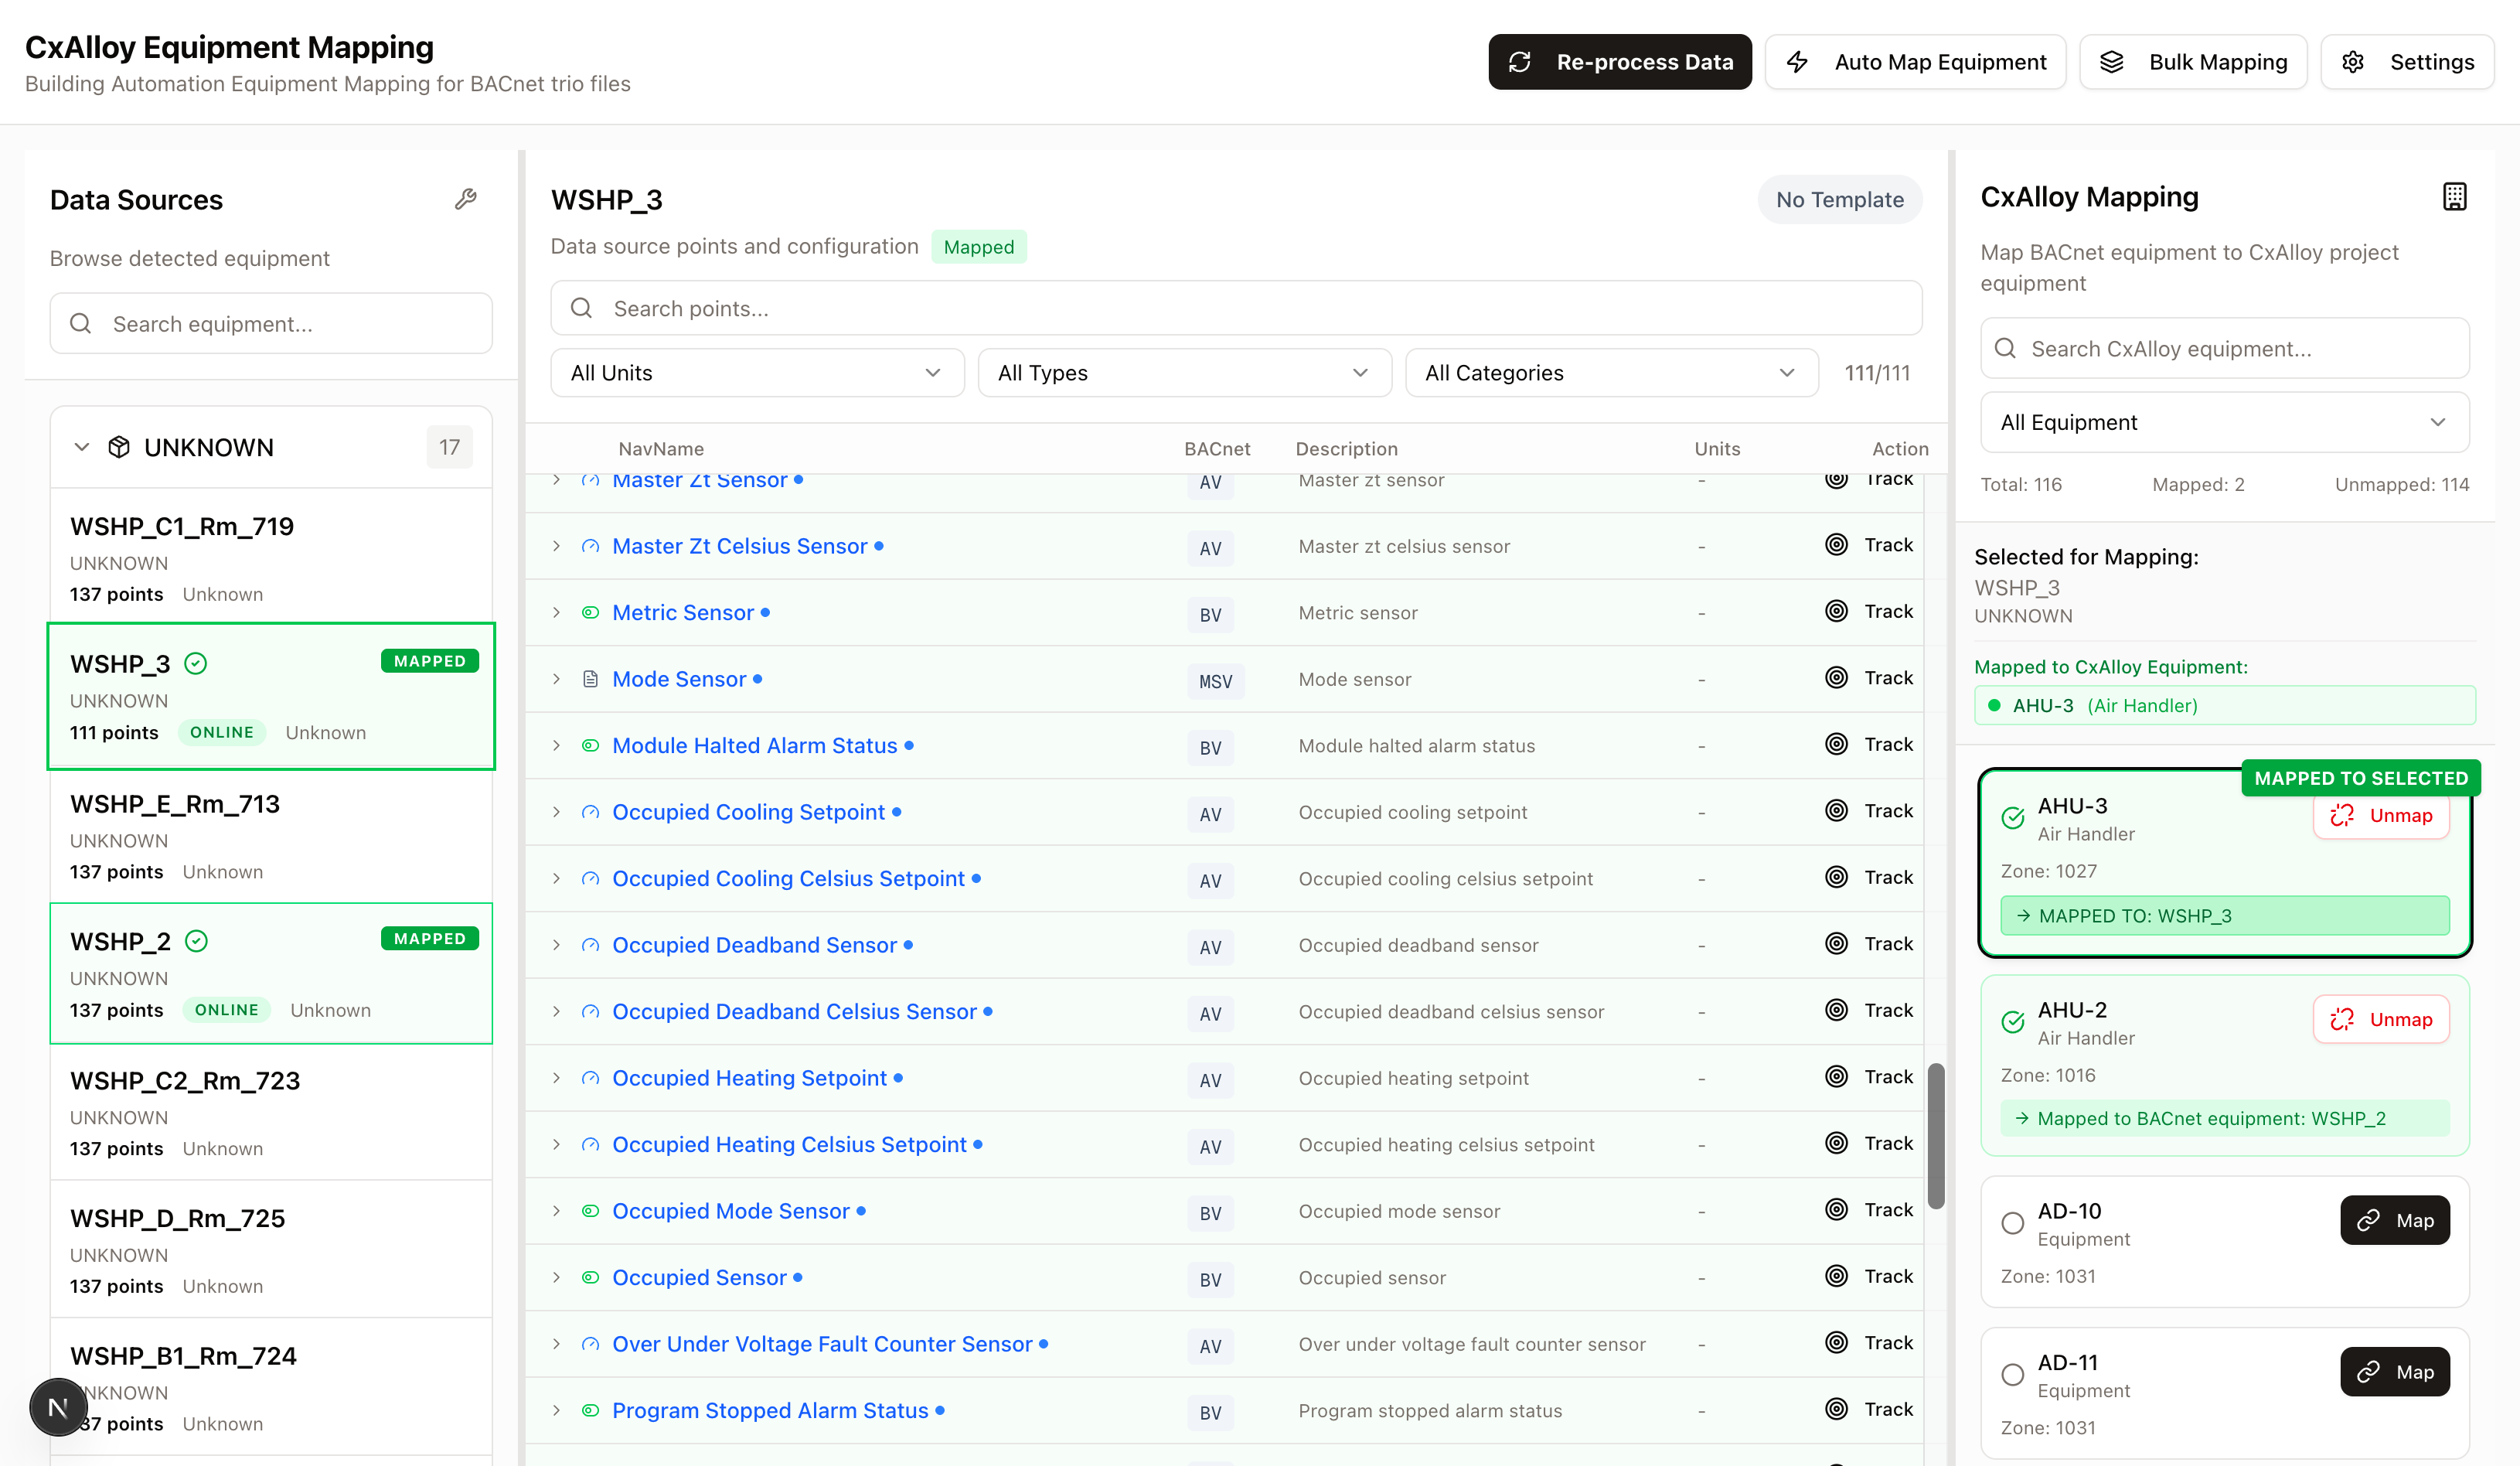 CxAlloy Equipment Mapping
Building Automation Equipment Mapping for BACnet trio files
Re-process Data
Auto Map Equipment
Bulk Mapping
Settings
Data Sources
Browse detected equipment
Search equipment...
UNKNOWN 17
WSHP_C1_Rm_719
UNKNOWN
137 points Unknown
WSHP_3 MAPPED
UNKNOWN
111 points ONLINE Unknown
WSHP_E_Rm_713
UNKNOWN
137 points Unknown
WSHP_2 MAPPED
UNKNOWN
137 points ONLINE Unknown
WSHP_C2_Rm_723
UNKNOWN
137 points Unknown
WSHP_D_Rm_725
UNKNOWN
137 points Unknown
WSHP_B1_Rm_724
NKNOWN
37 points Unknown
N
WSHP_3
No Template
Data source points and configuration Mapped
Search points...
All Units All Types All Categories 111/111
NavName BACnet Description Units Action
Master Zt Sensor AV Master zt sensor - Track
Master Zt Celsius Sensor AV Master zt celsius sensor - Track
Metric Sensor BV Metric sensor - Track
Mode Sensor MSV Mode sensor - Track
Module Halted Alarm Status BV Module halted alarm status - Track
Occupied Cooling Setpoint AV Occupied cooling setpoint - Track
Occupied Cooling Celsius Setpoint AV Occupied cooling celsius setpoint - Track
Occupied Deadband Sensor AV Occupied deadband sensor - Track
Occupied Deadband Celsius Sensor AV Occupied deadband celsius sensor - Track
Occupied Heating Setpoint AV Occupied heating setpoint - Track
Occupied Heating Celsius Setpoint AV Occupied heating celsius setpoint - Track
Occupied Mode Sensor BV Occupied mode sensor - Track
Occupied Sensor BV Occupied sensor - Track
Over Under Voltage Fault Counter Sensor AV Over under voltage fault counter sensor - Track
Program Stopped Alarm Status BV Program stopped alarm status - Track
CxAlloy Mapping
Map BACnet equipment to CxAlloy project
equipment
Search CxAlloy equipment...
All Equipment
Total: 116 Mapped: 2 Unmapped: 114
Selected for Mapping:
WSHP_3
UNKNOWN
Mapped to CxAlloy Equipment:
AHU-3 (Air Handler)
MAPPED TO SELECTED
AHU-3 Unmap
Air Handler
Zone: 1027
→ MAPPED TO: WSHP_3
AHU-2 Unmap
Air Handler
Zone: 1016
→ Mapped to BACnet equipment: WSHP_2
AD-10 Map
Equipment
Zone: 1031
AD-11 Map
Equipment
Zone: 1031